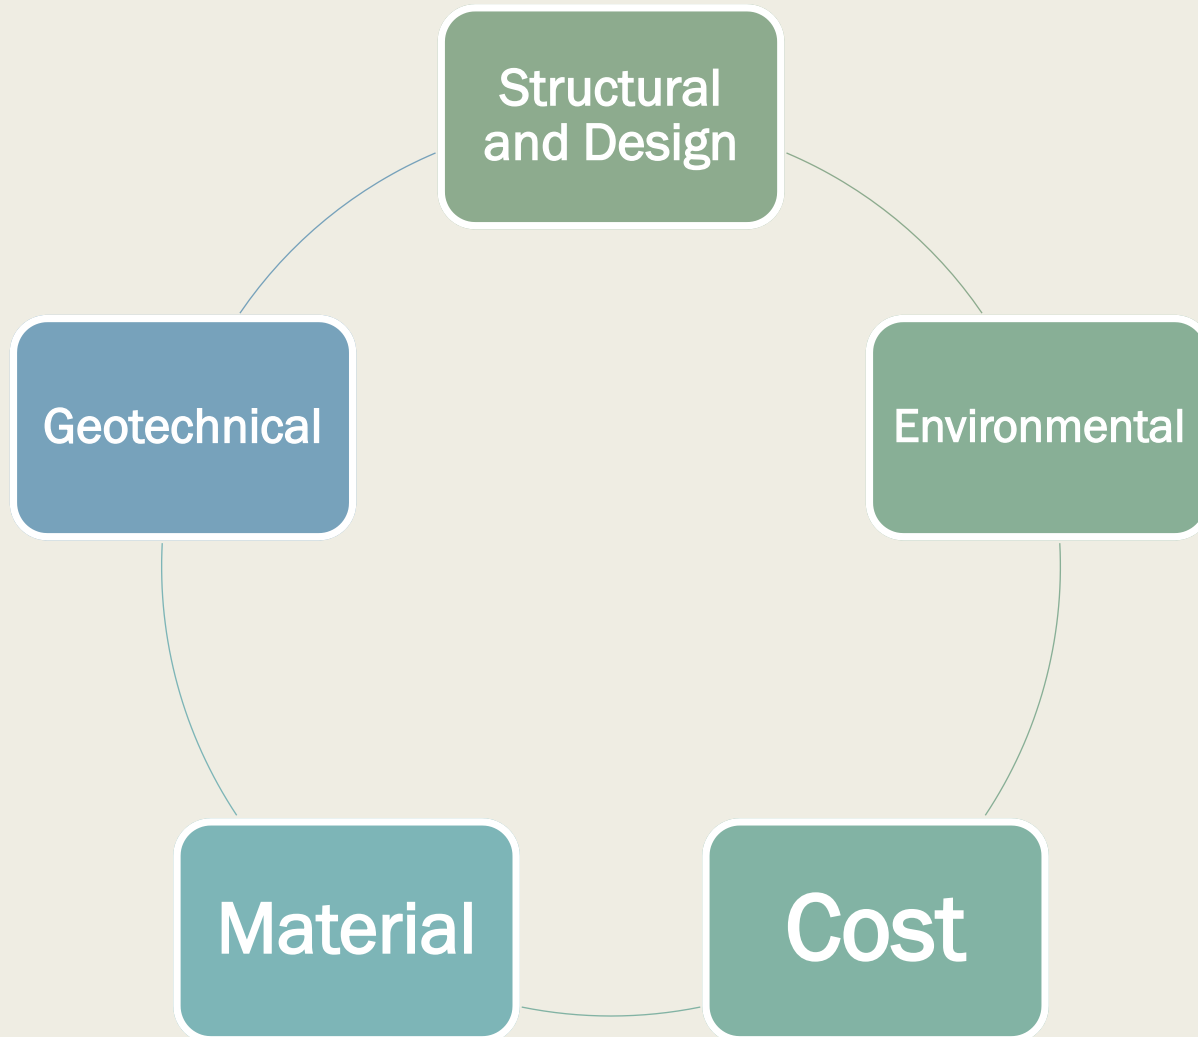 Structural
and Design
Geotechnical
Environmental
Material
Cost